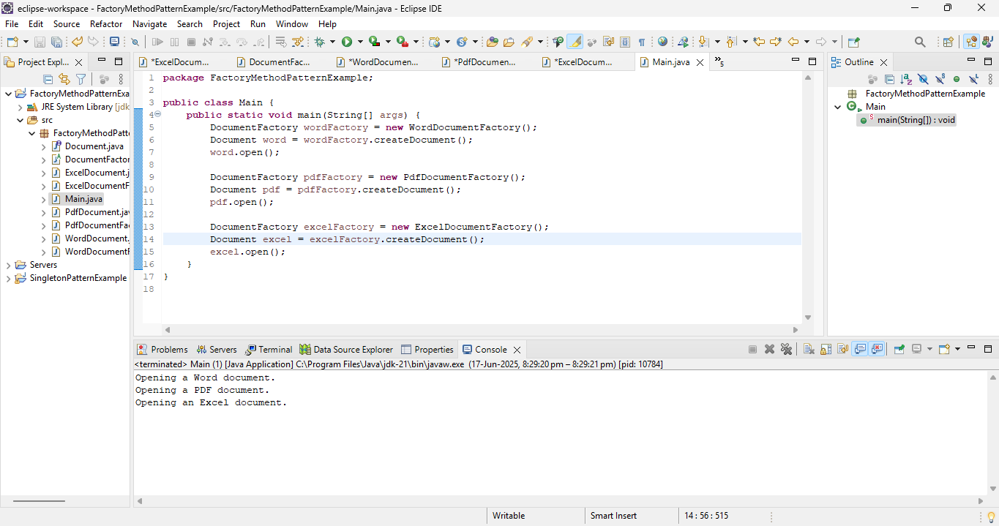 eclipse-workspace - FactoryMethodPatternExample/src/FactoryMethodPatternExample/Main.java - Eclipse IDE
File Edit Source Refactor Navigate Search Project Run Window Help
Project Expl...
FactoryMethodPatternExa
JRE System Library [jdk
src
FactoryMethodPatte
Document.java
DocumentFactor
ExcelDocument.j
ExcelDocumentF
Main.java
PdfDocument.jav
PdfDocumentFac
WordDocument.
WordDocumentF
Servers
SingletonPatternExample
*ExcelDocum... DocumentFac... *WordDocumen... *PdfDocumen... *ExcelDocum... Main.java »5
1 package FactoryMethodPatternExample;
2
3 public class Main {
4 public static void main(String[] args) {
5 DocumentFactory wordFactory = new WordDocumentFactory();
6 Document word = wordFactory.createDocument();
7 word.open();
8
9 DocumentFactory pdfFactory = new PdfDocumentFactory();
10 Document pdf = pdfFactory.createDocument();
11 pdf.open();
12
13 DocumentFactory excelFactory = new ExcelDocumentFactory();
14 Document excel = excelFactory.createDocument();
15 excel.open();
16 }
17 }
18
Outline
FactoryMethodPatternExample
Main
main(String[]) : void
Problems Servers Terminal Data Source Explorer Properties Console
<terminated> Main (1) [Java Application] C:\Program Files\Java\jdk-21\bin\javaw.exe (17-Jun-2025, 8:29:20 pm – 8:29:21 pm) [pid: 10784]
Opening a Word document.
Opening a PDF document.
Opening an Excel document.
Writable Smart Insert 14 : 56 : 515